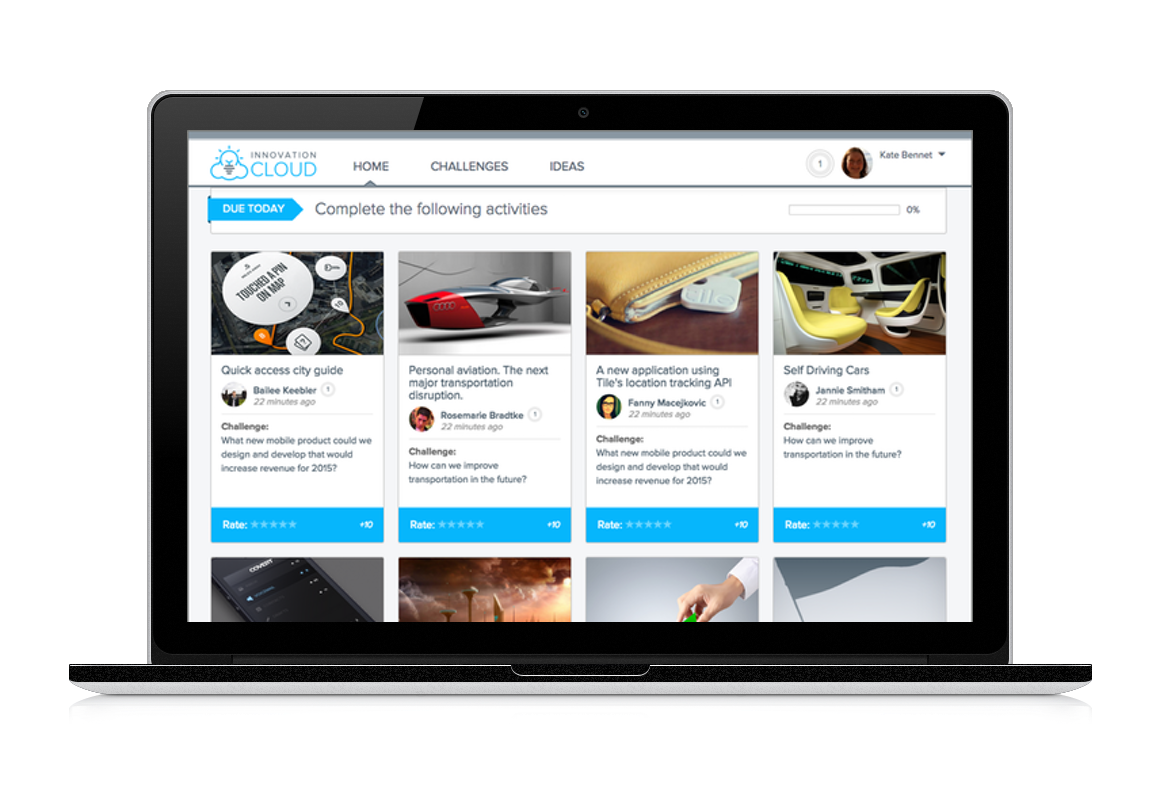 INNOVATION
CLOUD
HOME
CHALLENGES
IDEAS
1
Kate Bennet
DUE TODAY
Complete the following activities
0%
TOUCHED A PIN
ON MAP
Quick access city guide
Bailee Keebler 1
22 minutes ago
Challenge:
What new mobile product could we
design and develop that would
increase revenue for 2015?
Rate: +10
Personal aviation. The next
major transportation
disruption.
Rosemarie Bradtke 1
22 minutes ago
Challenge:
How can we improve
transportation in the future?
Rate: +10
tile
A new application using
Tile's location tracking API
Fanny Macejkovic 1
22 minutes ago
Challenge:
What new mobile product could we
design and develop that would
increase revenue for 2015?
Rate: +10
Self Driving Cars
Jannie Smitham 1
22 minutes ago
Challenge:
How can we improve
transportation in the future?
Rate: +10
COVERT